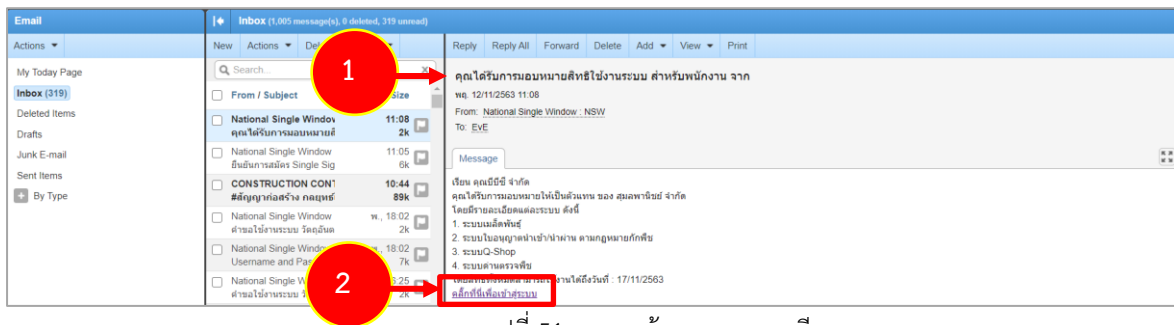 Email
Inbox (1,005 message(s), 0 deleted, 319 unread)
Actions
New Actions
Reply Reply All Forward Delete Add View Print
My Today Page
Inbox (319)
Deleted Items
Drafts
Junk E-mail
Sent Items
By Type
Search...
From / Subject
National Single Window 11:08
คุณได้รับการมอบหมายสิ 2k
National Single Window 11:05
ยืนยันการสมัคร Single Sig 6k
CONSTRUCTION CONT 10:44
#สัญญาก่อสร้าง กลยุทธ์ 89k
National Single Window พ., 18:02
คำขอใช้งานระบบ วัตถุอันต 2k
National Single Windo 18:02
Username and Pa 7k
National Single W 5:25
คำขอใช้งานระบบ 2k
1
2
คุณได้รับการมอบหมายสิทธิใช้งานระบบ สำหรับพนักงาน จาก
พฤ. 12/11/2563 11:08
From: National Single Window : NSW
To: EvE
Message
เรียน คุณบีบีซี จำกัด
คุณได้รับการมอบหมายให้เป็นตัวแทน ของ สุมลพานิชย์ จำกัด
โดยมีรายละเอียดแต่ละระบบ ดังนี้
1. ระบบเมล็ดพันธุ์
2. ระบบใบอนุญาตนำเข้า/นำผ่าน ตามกฎหมายกักพืช
3. ระบบQ-Shop
4. ระบบด่านตรวจพืช
งานได้ถึงวันที่ : 17/11/2563
คลิ๊กที่นี่เพื่อเข้าสู่ระบบ